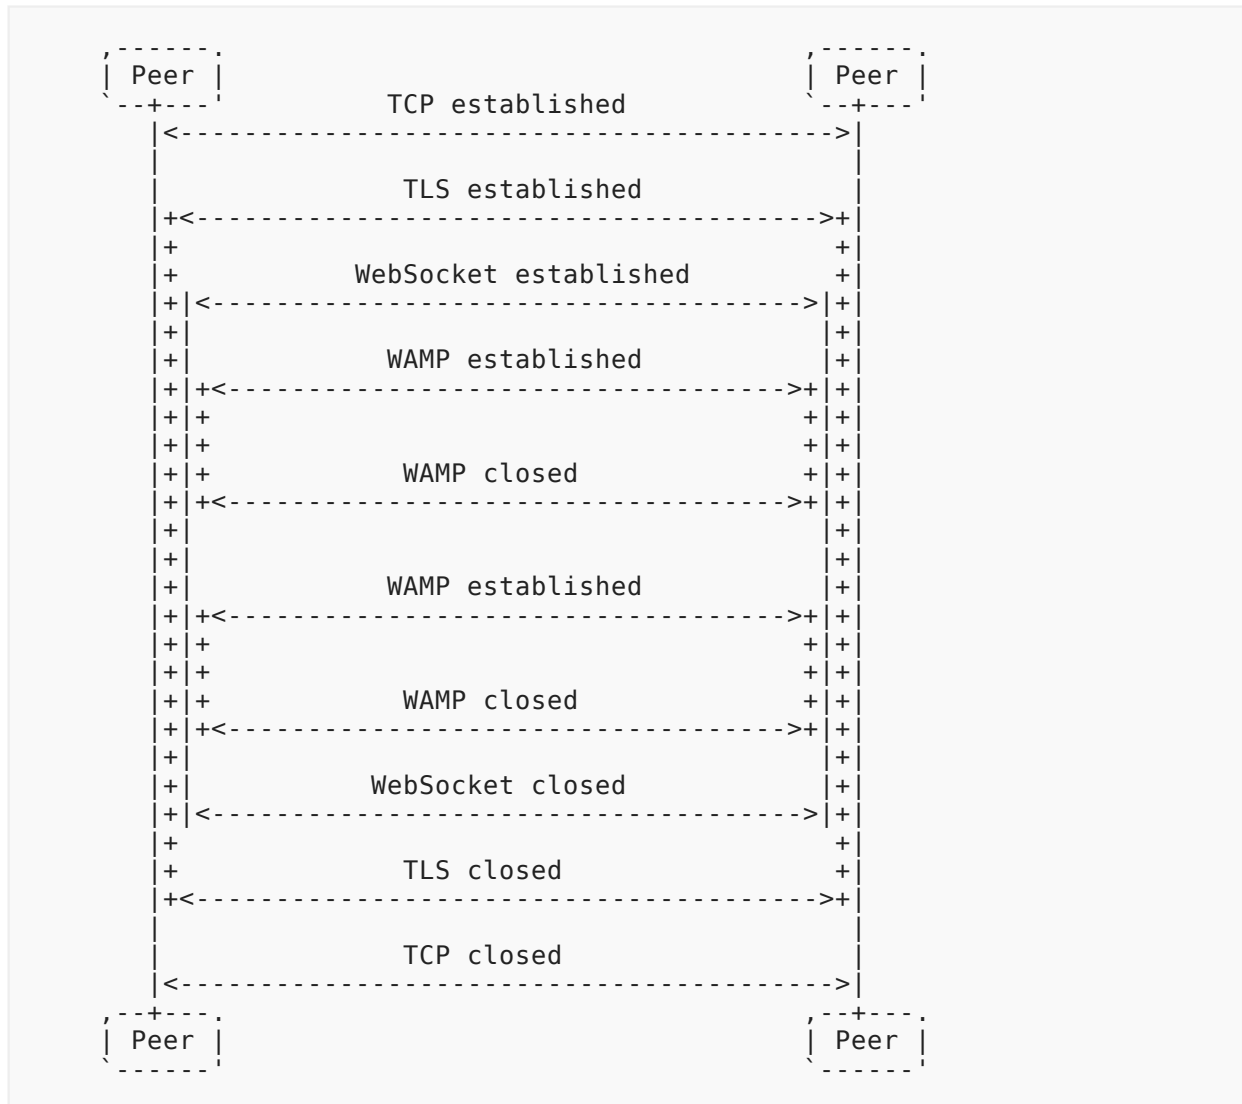 Peer Peer
TCP established
TLS established
WebSocket established
WAMP established
WAMP closed
WAMP established
WAMP closed
WebSocket closed
TLS closed
TCP closed
Peer Peer